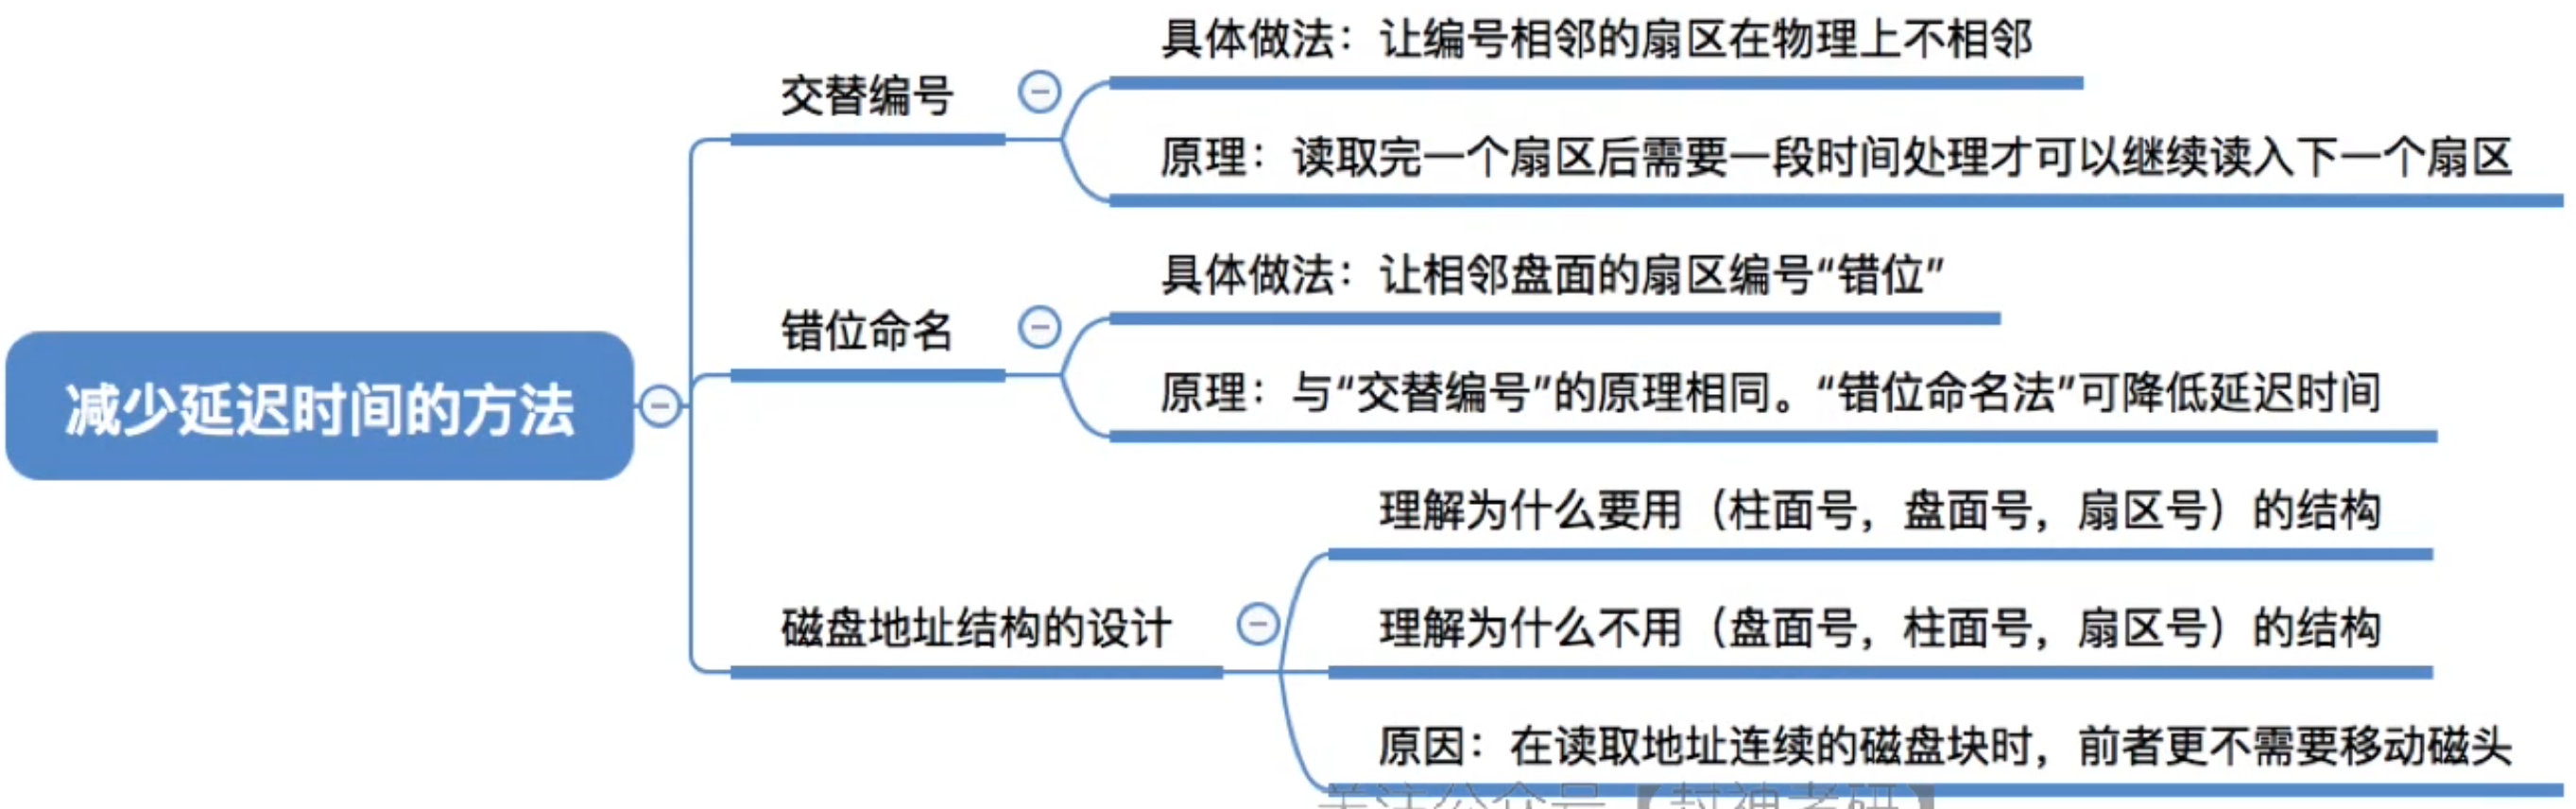 减少延迟时间的方法
交替编号
具体做法：让编号相邻的扇区在物理上不相邻
原理：读取完一个扇区后需要一段时间处理才可以继续读入下一个扇区
错位命名
具体做法：让相邻盘面的扇区编号“错位”
原理：与“交替编号”的原理相同。“错位命名法”可降低延迟时间
磁盘地址结构的设计
理解为什么要用（柱面号，盘面号，扇区号）的结构
理解为什么不用（盘面号，柱面号，扇区号）的结构
原因：在读取地址连续的磁盘块时，前者更不需要移动磁头
关注公众号【封神考研】